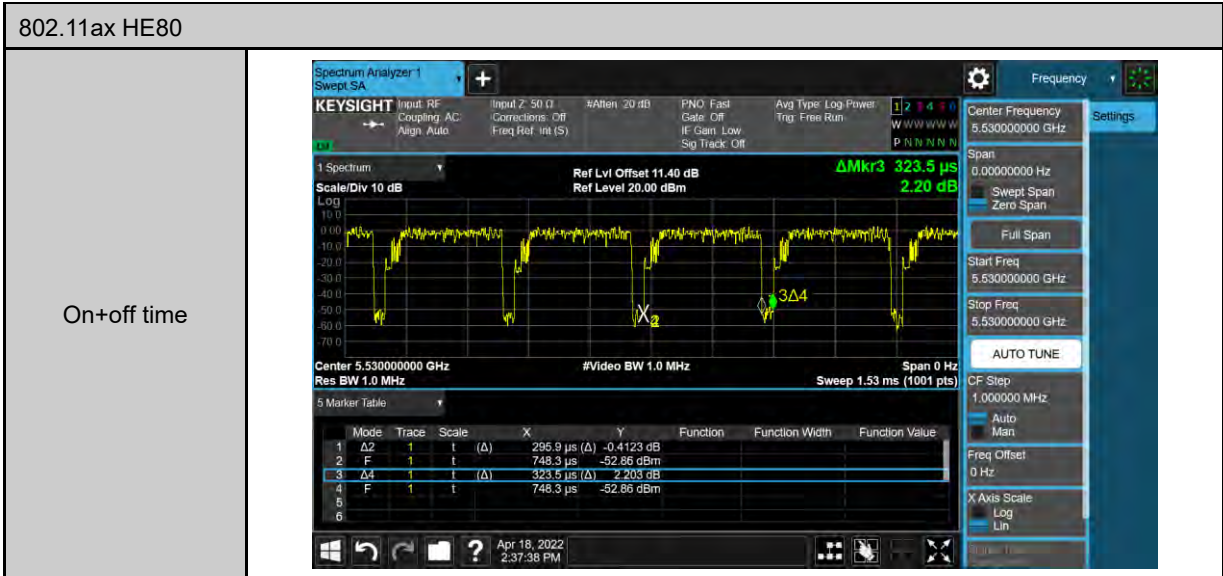 802.11ax HE80
On+off time
Spectrum Analyzer 1
Swept SA
Frequency
KEYSIGHT
Input: RF
Coupling: AC
Align: Auto
Input Z: 50 Ω
Corrections: Off
Freq Ref: Int (S)
#Atten: 20 dB
PNO: Fast
Gate: Off
IF Gain: Low
Sig Track: Off
Avg Type: Log-Power
Trig: Free Run
1 2 3 4 5 6
W W W W W W
P N N N N N
1 Spectrum
Scale/Div 10 dB
Ref Lvl Offset 11.40 dB
Ref Level 20.00 dBm
ΔMkr3 323.5 µs
2.20 dB
Log
10.0
0.00
-10.0
-20.0
-30.0
-40.0
-50.0
-60.0
-70.0
3Δ4
Center 5.530000000 GHz
Res BW 1.0 MHz
#Video BW 1.0 MHz
Span 0 Hz
Sweep 1.53 ms (1001 pts)
5 Marker Table
Mode Trace Scale X Y Function Function Width Function Value
1 Δ2 1 t (Δ) 295.9 µs (Δ) -0.4123 dB
2 F 1 t 748.3 µs -52.86 dBm
3 Δ4 1 t (Δ) 323.5 µs (Δ) 2.203 dB
4 F 1 t 748.3 µs -52.86 dBm
5
6
Apr 18, 2022
2:37:38 PM
Center Frequency
5.530000000 GHz
Settings
Span
0.00000000 Hz
Swept Span
Zero Span
Full Span
Start Freq
5.530000000 GHz
Stop Freq
5.530000000 GHz
AUTO TUNE
CF Step
1.000000 MHz
Auto
Man
Freq Offset
0 Hz
X Axis Scale
Log
Lin